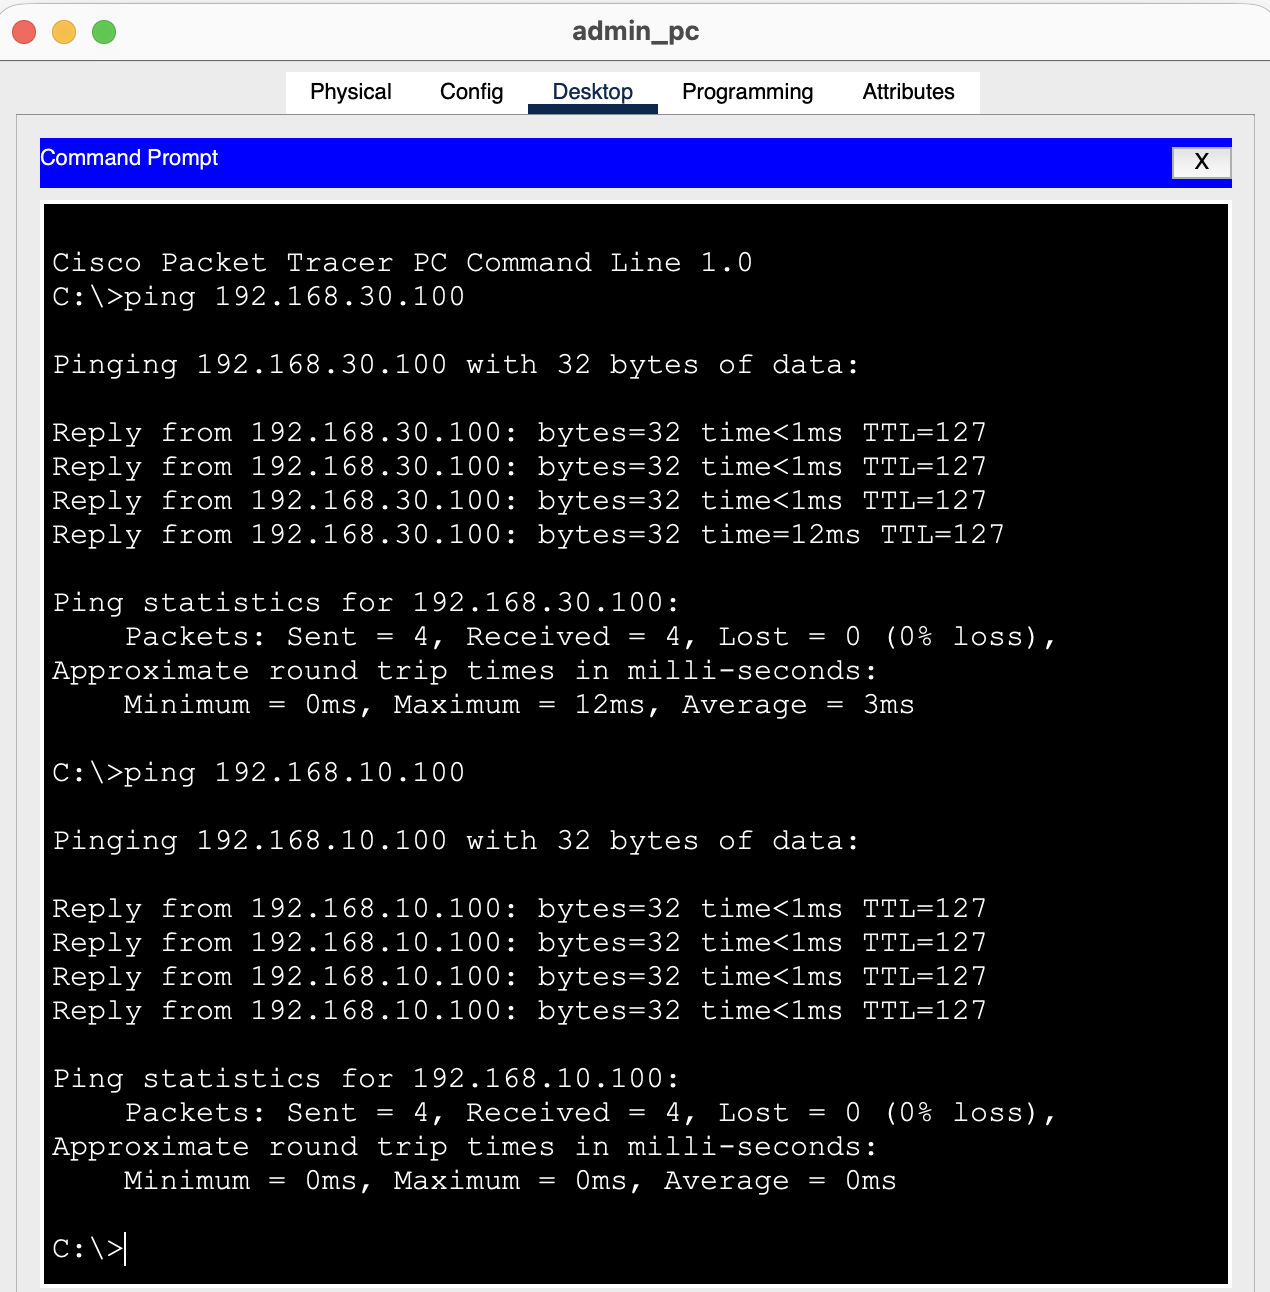 admin_pc
Physical Config Desktop Programming Attributes
Command Prompt X
Cisco Packet Tracer PC Command Line 1.0
C:\>ping 192.168.30.100
Pinging 192.168.30.100 with 32 bytes of data:
Reply from 192.168.30.100: bytes=32 time<1ms TTL=127
Reply from 192.168.30.100: bytes=32 time<1ms TTL=127
Reply from 192.168.30.100: bytes=32 time<1ms TTL=127
Reply from 192.168.30.100: bytes=32 time=12ms TTL=127
Ping statistics for 192.168.30.100:
    Packets: Sent = 4, Received = 4, Lost = 0 (0% loss),
Approximate round trip times in milli-seconds:
    Minimum = 0ms, Maximum = 12ms, Average = 3ms
C:\>ping 192.168.10.100
Pinging 192.168.10.100 with 32 bytes of data:
Reply from 192.168.10.100: bytes=32 time<1ms TTL=127
Reply from 192.168.10.100: bytes=32 time<1ms TTL=127
Reply from 192.168.10.100: bytes=32 time<1ms TTL=127
Reply from 192.168.10.100: bytes=32 time<1ms TTL=127
Ping statistics for 192.168.10.100:
    Packets: Sent = 4, Received = 4, Lost = 0 (0% loss),
Approximate round trip times in milli-seconds:
    Minimum = 0ms, Maximum = 0ms, Average = 0ms
C:\>